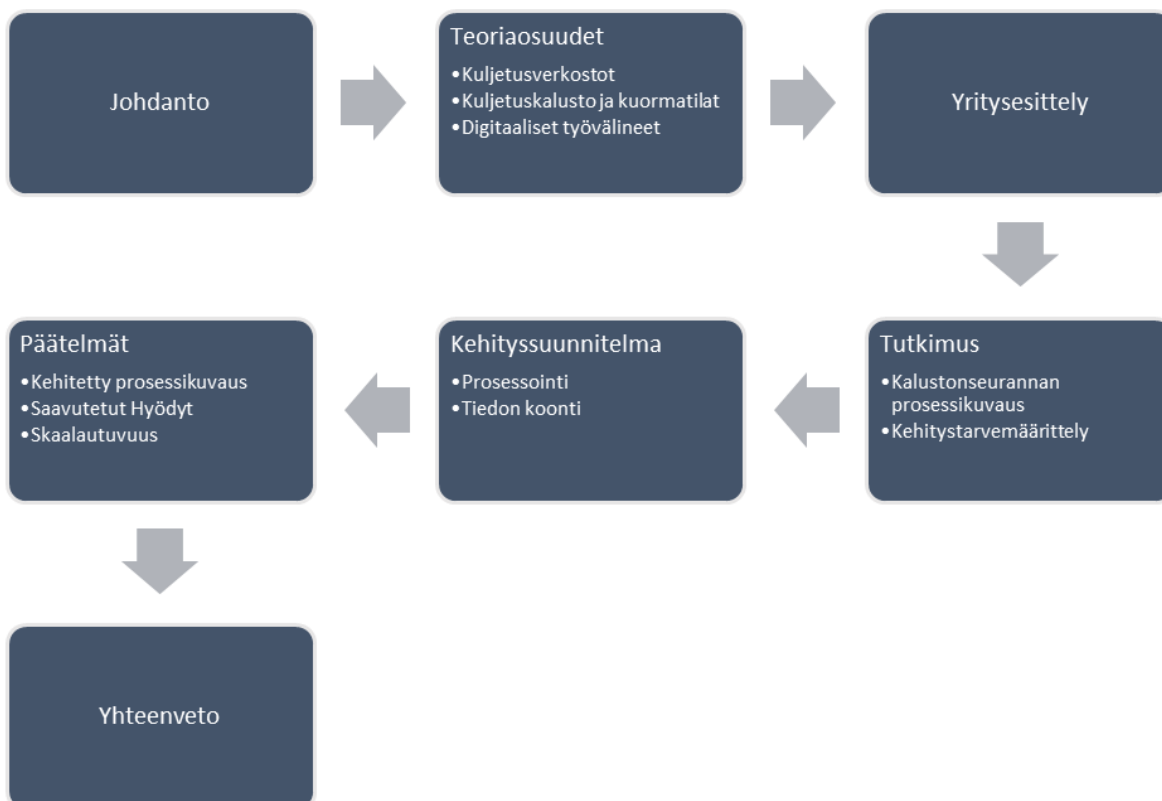 Johdanto
Teoriaosuudet
•Kuljetusverkostot
•Kuljetuskalusto ja kuormatilat
•Digitaaliset työvälineet
Yritysesittely
Tutkimus
•Kalustonseurannan
prosessikuvaus
•Kehitystarvemäärittely
Kehityssuunnitelma
•Prosessointi
•Tiedon koonti
Päätelmät
•Kehitetty prosessikuvaus
•Saavutetut Hyödyt
•Skaalautuvuus
Yhteenveto